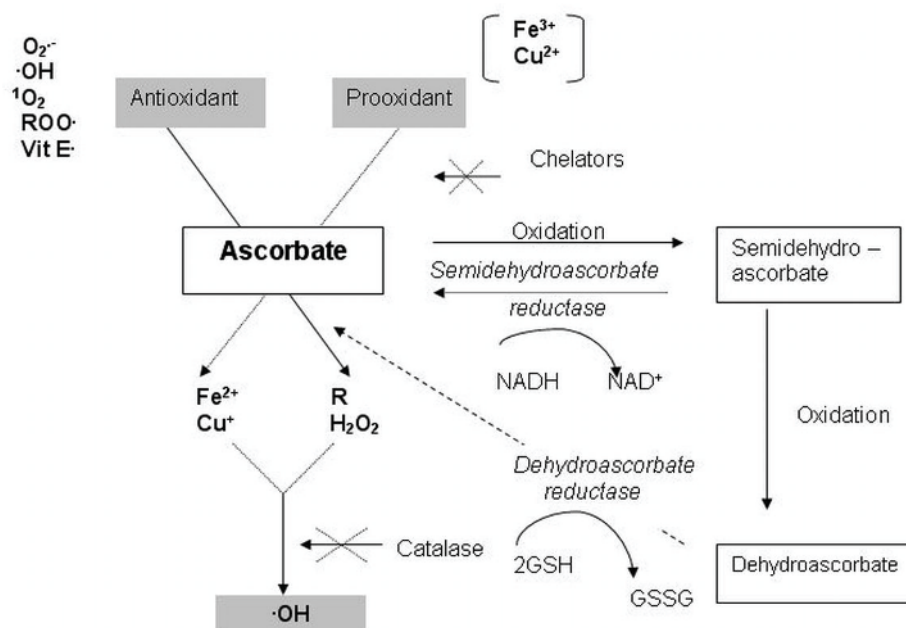 O₂·⁻
·OH
¹O₂
ROO·
Vit E·
Antioxidant
Prooxidant
Fe³⁺
Cu²⁺
Chelators
Ascorbate
Oxidation
Semidehydroascorbate
reductase
Semidehydro –
ascorbate
NADH
NAD⁺
Fe²⁺
Cu⁺
R
H₂O₂
Oxidation
Dehydroascorbate
reductase
Catalase
2GSH
GSSG
Dehydroascorbate
·OH